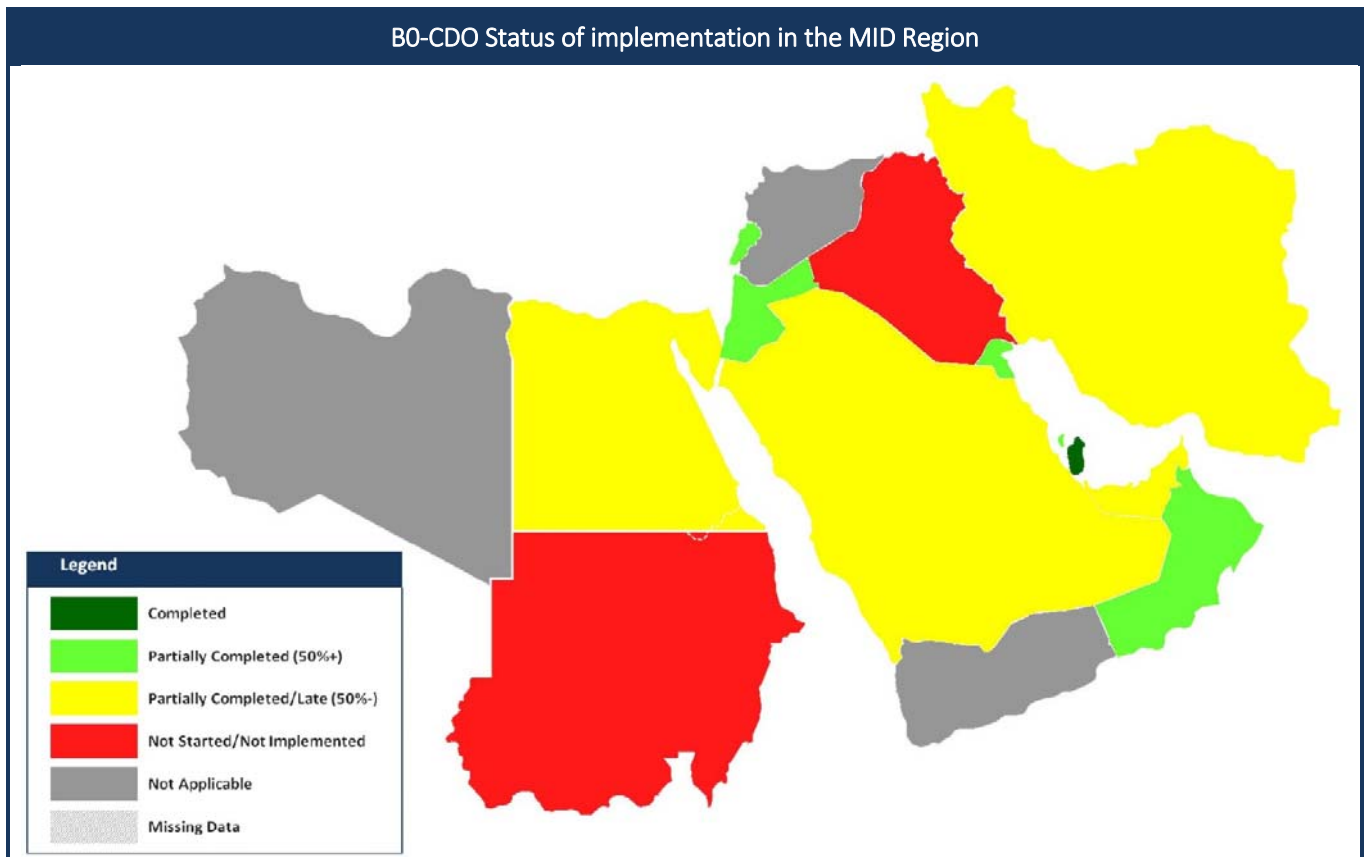 B0-CDO Status of implementation in the MID Region
Legend
Completed
Partially Completed (50%+)
Partially Completed/Late (50%-)
Not Started/Not Implemented
Not Applicable
Missing Data